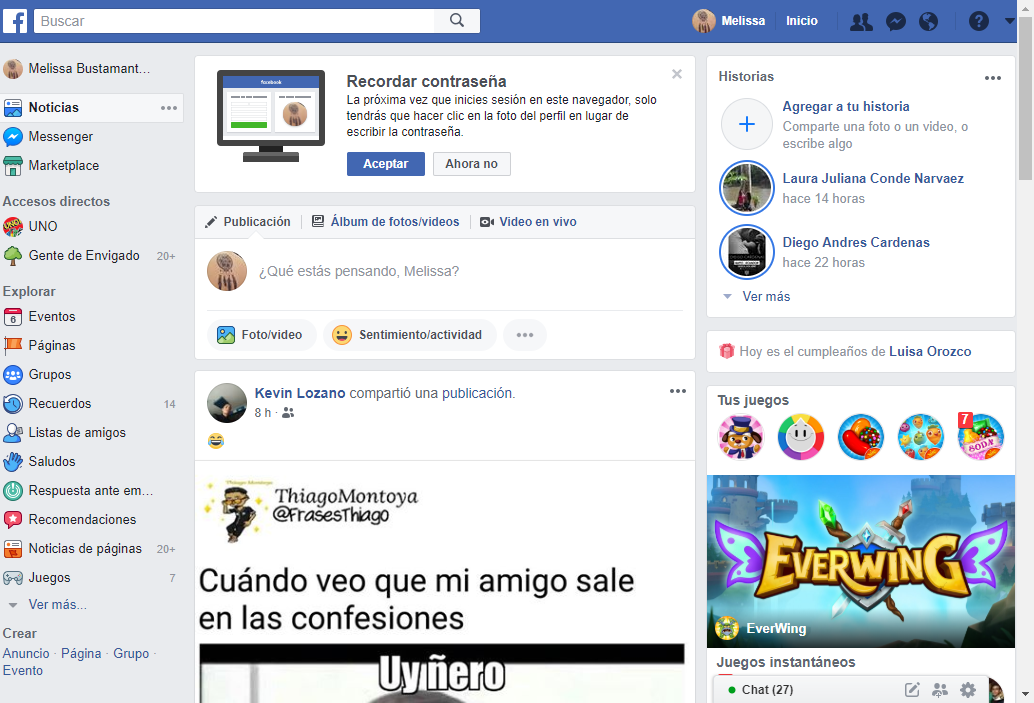 Buscar
Melissa
Inicio
Melissa Bustamant...
Noticias
Messenger
Marketplace
Accesos directos
UNO
Gente de Envigado 20+
Explorar
6
Eventos
Páginas
Grupos
Recuerdos 14
Listas de amigos
Saludos
Respuesta ante em...
Recomendaciones
Noticias de páginas 20+
Juegos 7
Ver más...
Crear
Anuncio · Página · Grupo ·
Evento
facebook
Recordar contraseña
La próxima vez que inicies sesión en este navegador, solo
tendrás que hacer clic en la foto del perfil en lugar de
escribir la contraseña.
Aceptar
Ahora no
Publicación
Álbum de fotos/videos
Video en vivo
¿Qué estás pensando, Melissa?
Foto/video
Sentimiento/actividad
Kevin Lozano compartió una publicación.
8 h ·
Thiago Montoya
ThiagoMontoya
@FrasesThiago
Cuándo veo que mi amigo sale
en las confesiones
Uy ñero
Historias
Agregar a tu historia
Comparte una foto o un video, o
escribe algo
Laura Juliana Conde Narvaez
hace 14 horas
Diego Andres Cardenas
hace 22 horas
Ver más
Hoy es el cumpleaños de Luisa Orozco
Tus juegos
7
SODA
EVERWING
EverWing
Juegos instantáneos
Chat (27)